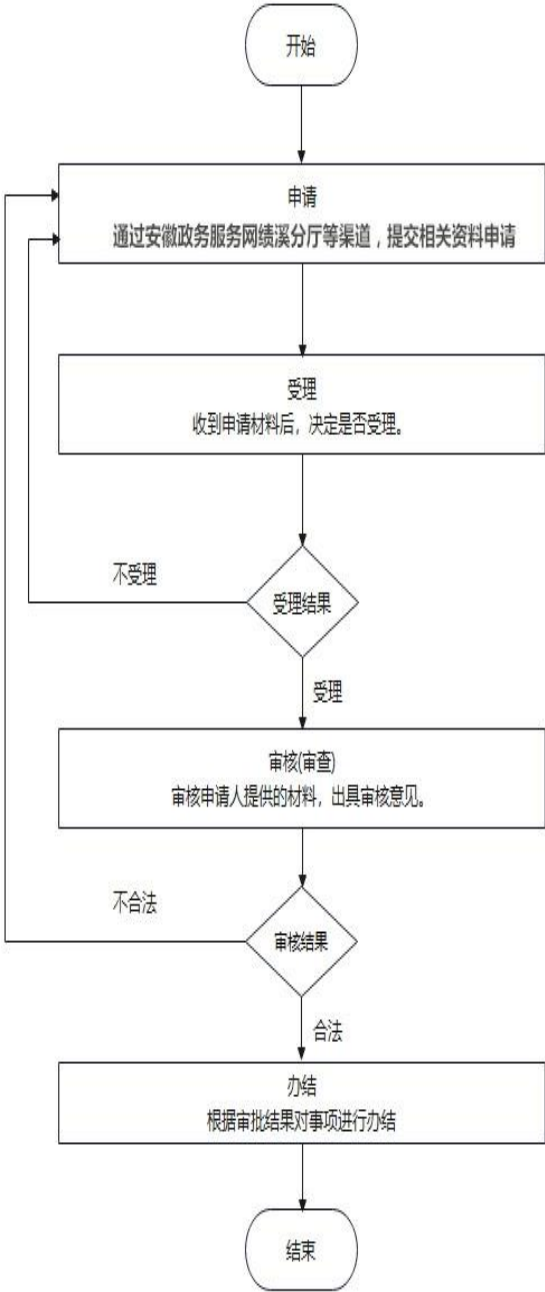 开始
申请
通过安徽政务服务网绩溪分厅等渠道，提交相关资料申请
受理
收到申请材料后，决定是否受理。
不受理
受理结果
受理
审核(审查)
审核申请人提供的材料，出具审核意见。
不合法
审核结果
合法
办结
根据审批结果对事项进行办结
结束